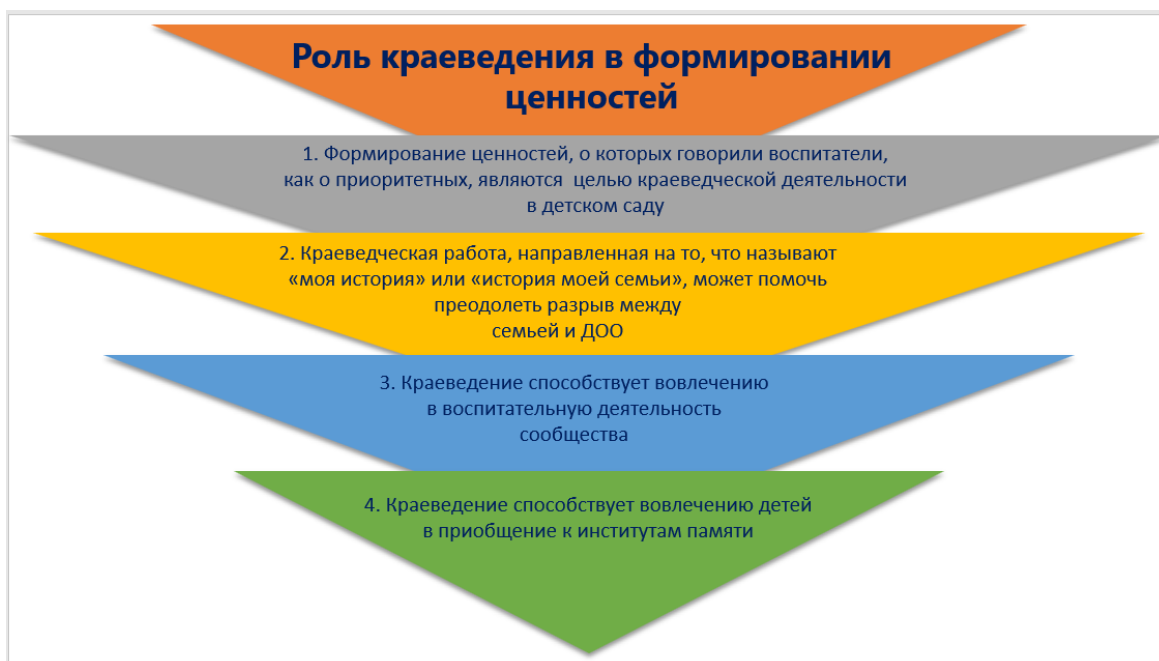 Роль краеведения в формировании
ценностей
1. Формирование ценностей, о которых говорили воспитатели,
как о приоритетных, являются целью краеведческой деятельности
в детском саду
2. Краеведческая работа, направленная на то, что называют
«моя история» или «история моей семьи», может помочь
преодолеть разрыв между
семьей и ДОО
3. Краеведение способствует вовлечению
в воспитательную деятельность
сообщества
4. Краеведение способствует вовлечению детей
в приобщение к институтам памяти